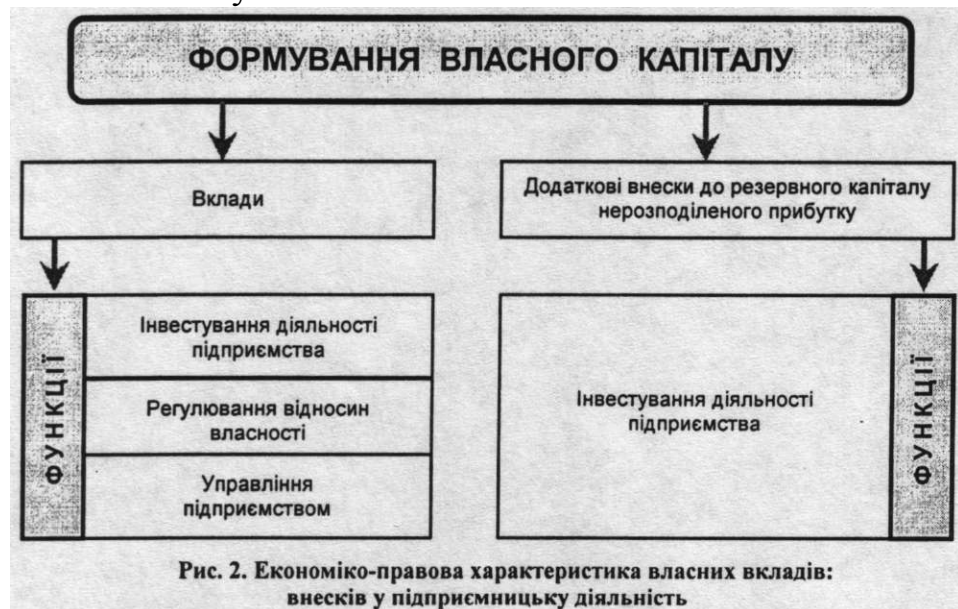 у
ФОРМУВАННЯ ВЛАСНОГО КАПІТАЛУ
Вклади
Додаткові внески до резервного капіталу
нерозподіленого прибутку
ФУНКЦІЇ
Інвестування діяльності
підприємства
Регулювання відносин
власності
Управління
підприємством
Інвестування діяльності
підприємства
ФУНКЦІЇ
Рис. 2. Економіко-правова характеристика власних вкладів:
внесків у підприємницьку діяльність